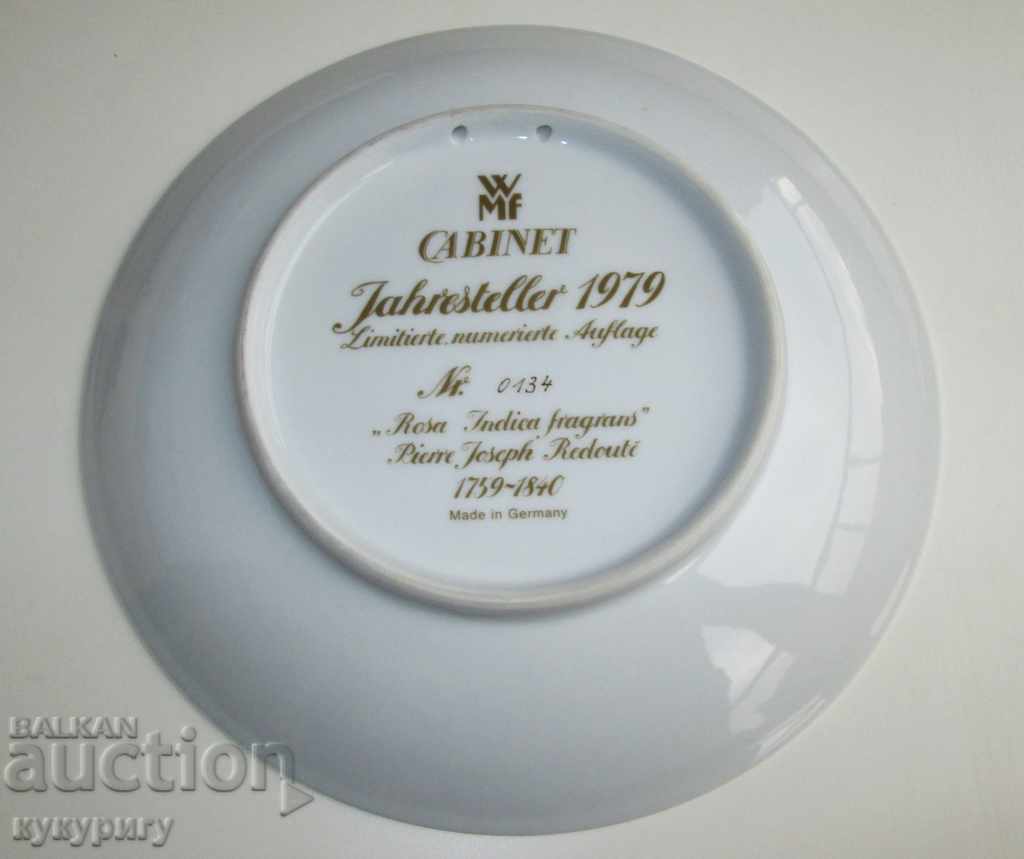 WMF
CABINET
Jahresteller 1979
Limitierte numerierte Auflage
Nr. 0134
„Rosa Indica fragrans"
Pierre Joseph Redouté
1759~1840
Made in Germany
BALKAN
auction
кукуригу